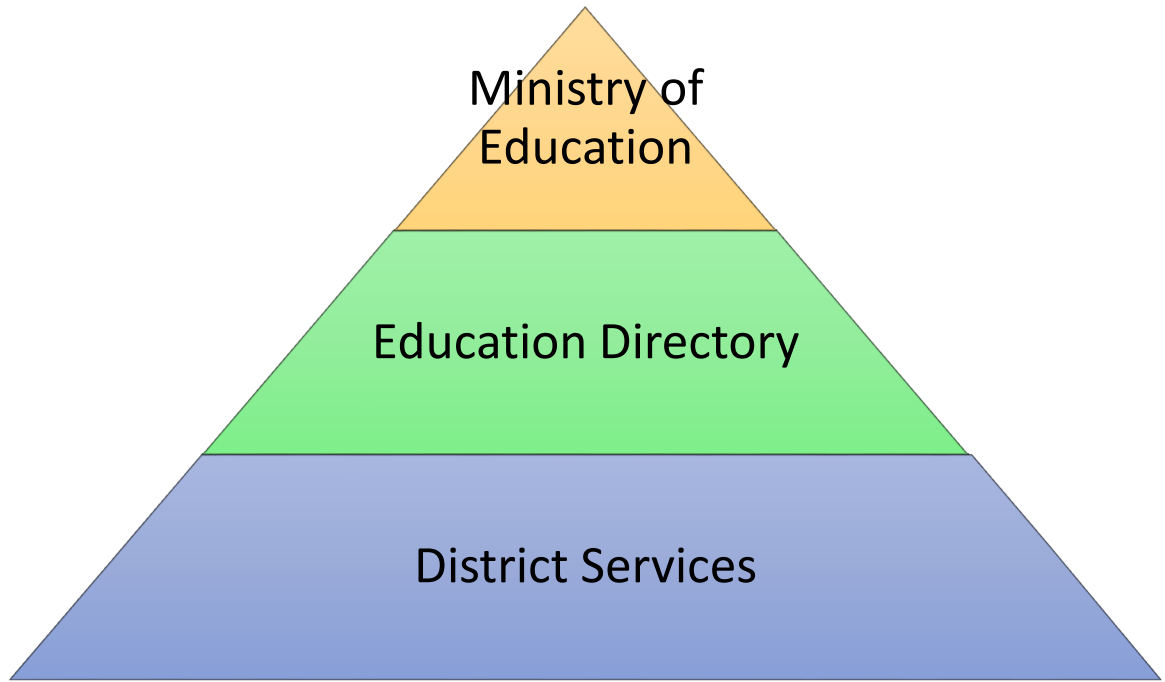 Ministry of
Education
Education Directory
District Services